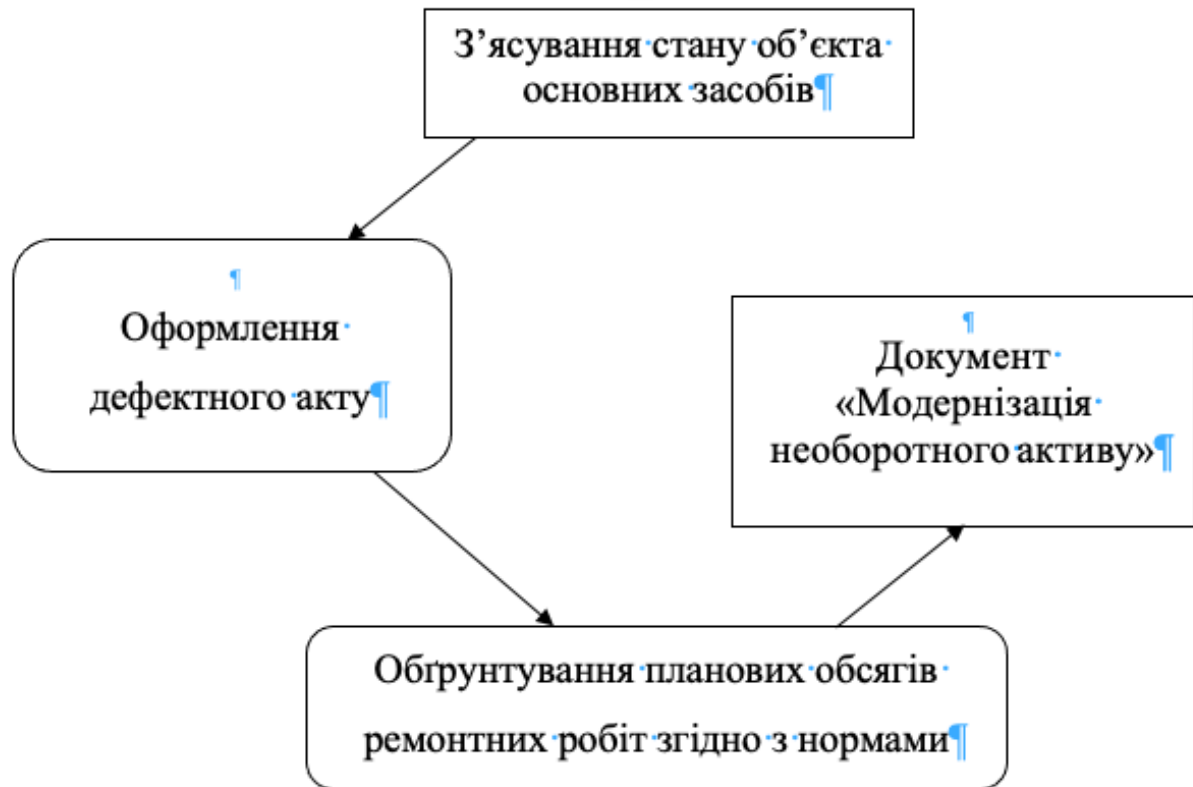 З’ясування стану об’єкта
основних засобів
Оформлення
дефектного акту
Документ
«Модернізація
необоротного активу»
Обґрунтування планових обсягів
ремонтних робіт згідно з нормами